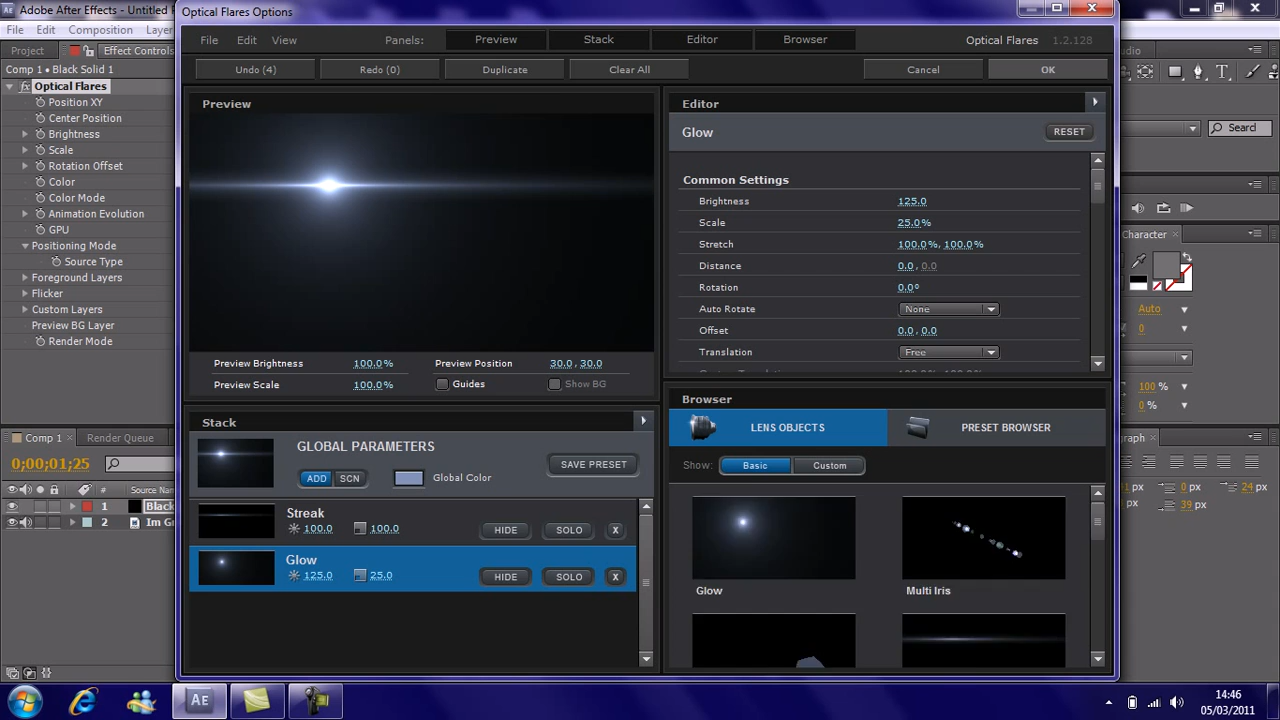 Adobe After Effects - Untitled
File Edit Composition Layer
Project Effect Controls
Comp 1 • Black Solid 1
fx Optical Flares
Position XY
Center Position
Brightness
Scale
Rotation Offset
Color
Color Mode
Animation Evolution
GPU
Positioning Mode
Source Type
Foreground Layers
Flicker
Custom Layers
Preview BG Layer
Render Mode
Comp 1 Render Queue
0;00;01;25
# Source Name
1 Black
2 Im Gr
Optical Flares Options
File Edit View Panels: Preview Stack Editor Browser Optical Flares 1.2.128
Undo (4) Redo (0) Duplicate Clear All Cancel OK
Preview
Preview Brightness 100.0% Preview Position 30.0, 30.0
Preview Scale 100.0% Guides Show BG
Stack
GLOBAL PARAMETERS
ADD SCN Global Color SAVE PRESET
Streak
100.0 100.0 HIDE SOLO X
Glow
125.0 25.0 HIDE SOLO X
Editor
Glow RESET
Common Settings
Brightness 125.0
Scale 25.0%
Stretch 100.0%, 100.0%
Distance 0.0, 0.0
Rotation 0.0°
Auto Rotate None
Offset 0.0, 0.0
Translation Free
Browser
LENS OBJECTS PRESET BROWSER
Show: Basic Custom
Glow Multi Iris
T
Search
Character
Auto
0
100 %
0 %
0 px 24 px
39 px
14:46
05/03/2011